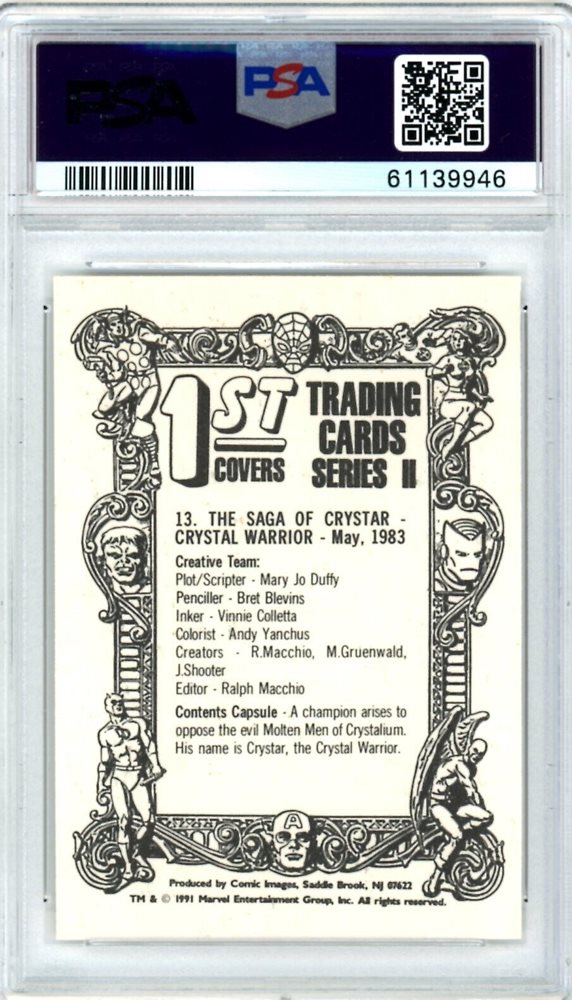 PSA
PSA
61139946
1ST
COVERS
TRADING
CARDS
SERIES II
13. THE SAGA OF CRYSTAR -
CRYSTAL WARRIOR - May, 1983
Creative Team:
Plot/Scripter - Mary Jo Duffy
Penciller - Bret Blevins
Inker - Vinnie Colletta
Colorist - Andy Yanchus
Creators - R.Macchio, M.Gruenwald,
J.Shooter
Editor - Ralph Macchio
Contents Capsule - A champion arises to
oppose the evil Molten Men of Crystalium.
His name is Crystar, the Crystal Warrior.
A
Produced by Comic Images, Saddle Brook, NJ 07622
TM & © 1991 Marvel Entertainment Group, Inc. All rights reserved.